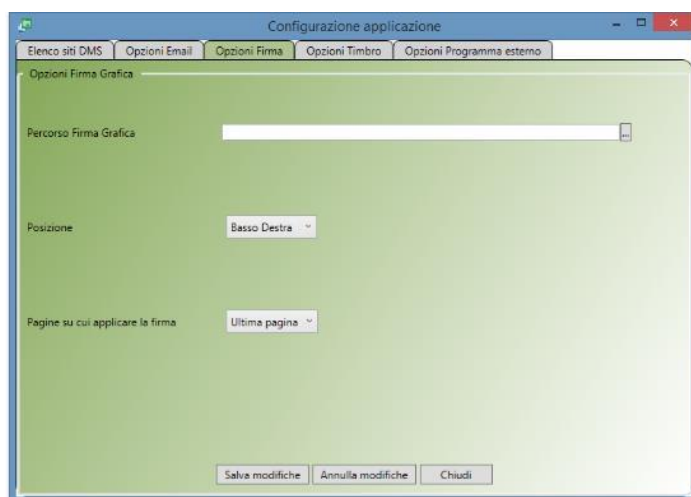 Configurazione applicazione
Elenco siti DMS Opzioni Email Opzioni Firma Opzioni Timbro Opzioni Programma esterno
Opzioni Firma Grafica
Percorso Firma Grafica ...
Posizione Basso Destra
Pagine su cui applicare la firma Ultima pagina
Salva modifiche Annulla modifiche Chiudi